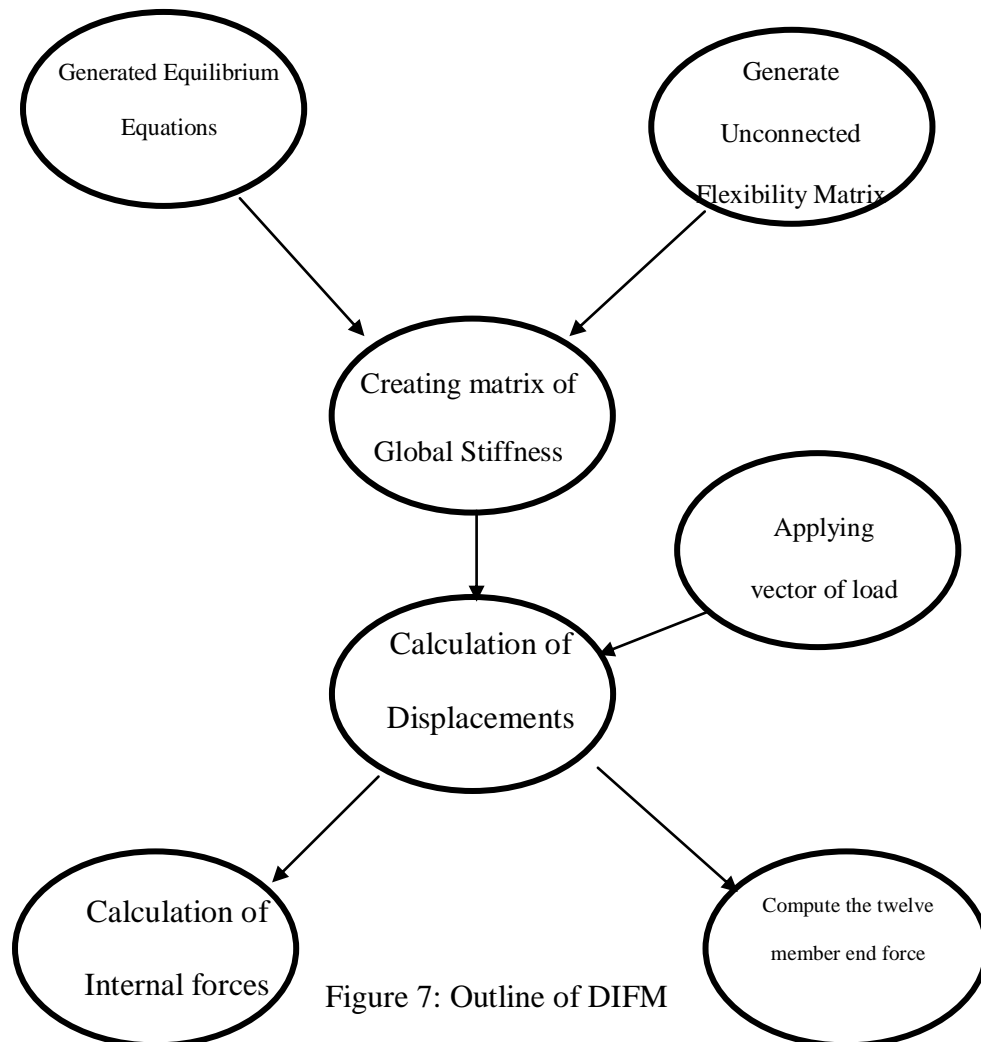 Generated Equilibrium
Equations
Generate
Unconnected
Flexibility Matrix
Creating matrix of
Global Stiffness
Applying
vector of load
Calculation of
Displacements
Calculation of
Internal forces
Compute the twelve
member end force
Figure 7: Outline of DIFM